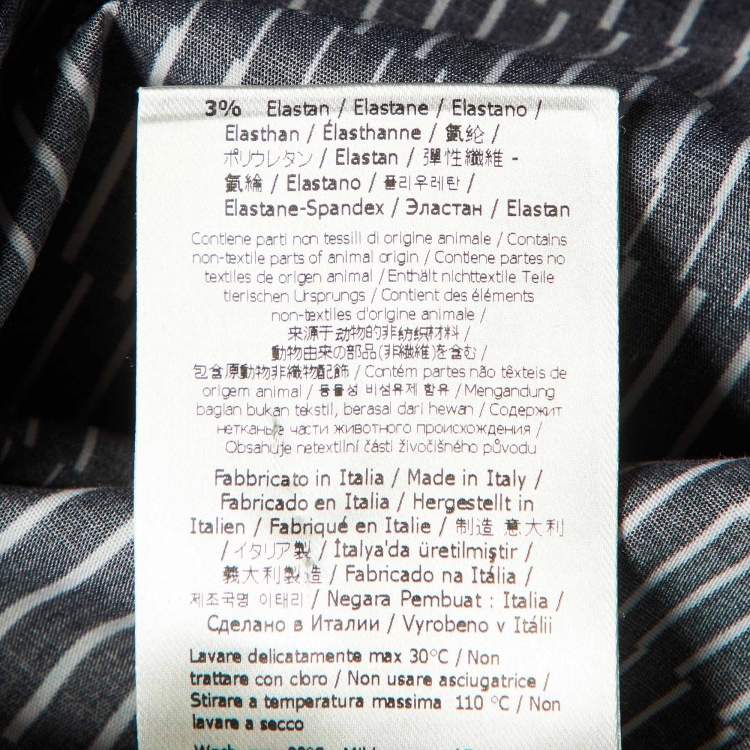 3% Elastan / Elastane / Elastano /
Elasthan / Élasthanne / 氨纶 /
ポリウレタン / Elastan / 彈性纖維 -
氨綸 / Elastano / 폴리우레탄 /
Elastane-Spandex / Эластан / Elastan
Contiene parti non tessili di origine animale / Contains
non-textile parts of animal origin / Contiene partes no
textiles de origen animal / Enthält nichttextile Teile
tierischen Ursprungs / Contient des éléments
non-textiles d'origine animale /
来源于动物的非纺织材料 /
動物由来の部品(非繊維)を含む /
包含原動物非織物配飾 / Contém partes não têxteis de
origem animal / 동물성 비섬유제 함유 / Mengandung
bagian bukan tekstil, berasal dari hewan / Содержит
нетканые части животного происхождения /
Obsahuje netextilní části živočišného původu
Fabbricato in Italia / Made in Italy /
Fabricado en Italia / Hergestellt in
Italien / Fabriqué en Italie / 制造 意大利
/ イタリア製 / İtalya'da üretilmiştir /
義大利製造 / Fabricado na Itália /
제조국명 이태리 / Negara Pembuat : Italia /
Сделано в Италии / Vyrobeno v Itálii
Lavare delicatamente max 30°C / Non
trattare con cloro / Non usare asciugatrice /
Stirare a temperatura massima 110 °C / Non
lavare a secco